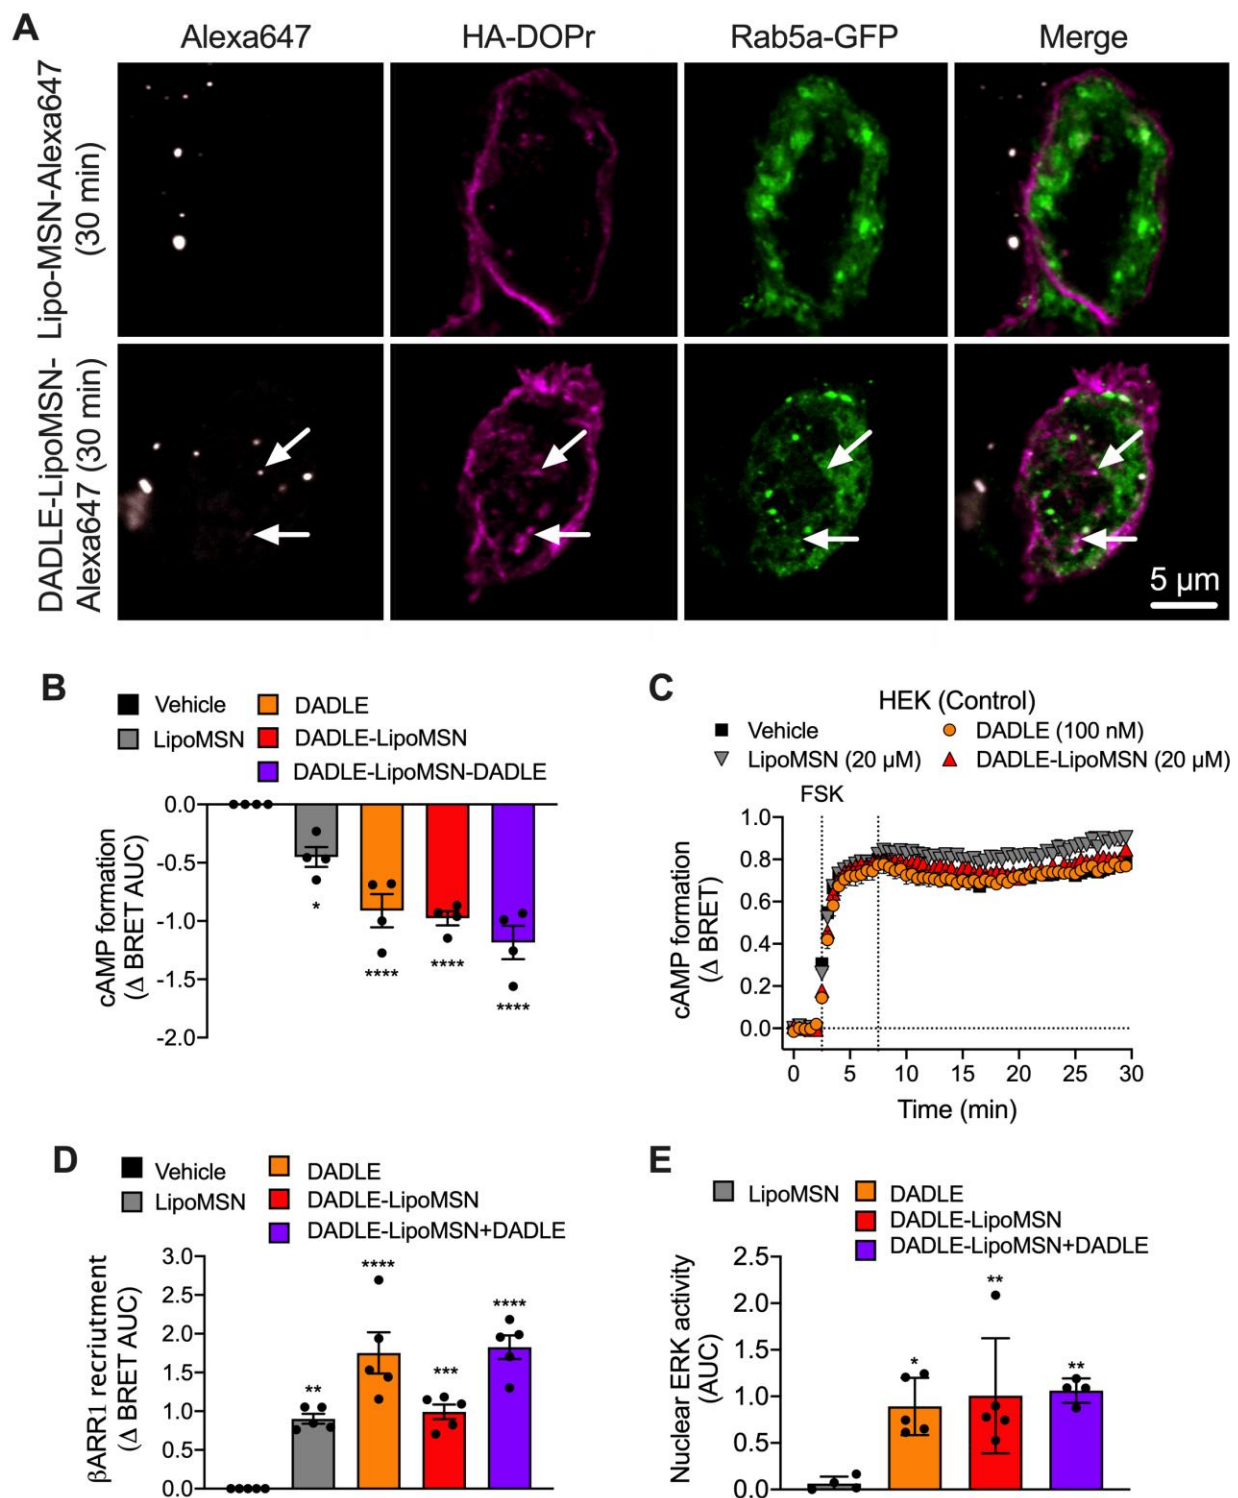 A
Alexa647 HA-DOPr Rab5a-GFP Merge
Lipo-MSN-Alexa647
(30 min)
DADLE-LipoMSN-
Alexa647 (30 min)
5 µm
B
Vehicle DADLE
LipoMSN DADLE-LipoMSN
DADLE-LipoMSN-DADLE
cAMP formation
(Δ BRET AUC)
0.0
-0.5
-1.0
-1.5
-2.0
*
****
****
****
C
HEK (Control)
Vehicle DADLE (100 nM)
LipoMSN (20 µM) DADLE-LipoMSN (20 µM)
FSK
cAMP formation
(Δ BRET)
1.0
0.8
0.6
0.4
0.2
0.0
0 5 10 15 20 25 30
Time (min)
D
Vehicle DADLE
LipoMSN DADLE-LipoMSN
DADLE-LipoMSN+DADLE
βARR1 recriutment
(Δ BRET AUC)
3.0
2.5
2.0
1.5
1.0
0.5
0.0
**
****
***
****
E
LipoMSN DADLE
DADLE-LipoMSN
DADLE-LipoMSN+DADLE
Nuclear ERK activity
(AUC)
2.5
2.0
1.5
1.0
0.5
0.0
*
**
**